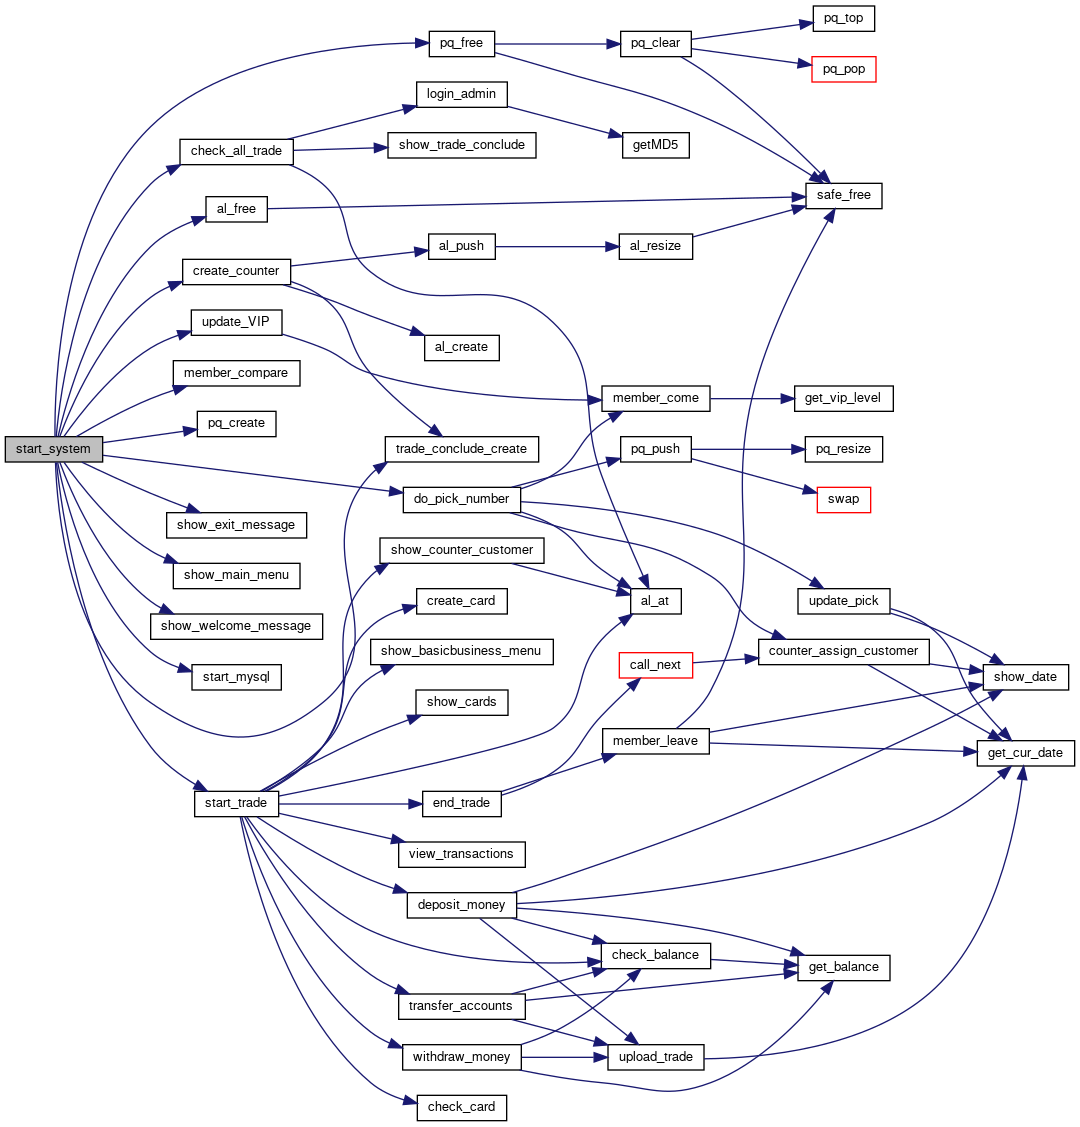 pq_top
pq_free
pq_clear
pq_pop
login_admin
getMD5
check_all_trade
show_trade_conclude
safe_free
al_free
al_push
al_resize
create_counter
update_VIP
al_create
member_compare
member_come
get_vip_level
pq_create
start_system
trade_conclude_create
pq_push
pq_resize
do_pick_number
swap
show_exit_message
show_counter_customer
show_main_menu
create_card
al_at
update_pick
show_welcome_message
show_basicbusiness_menu
counter_assign_customer
start_mysql
call_next
show_date
show_cards
member_leave
get_cur_date
start_trade
end_trade
view_transactions
deposit_money
check_balance
get_balance
transfer_accounts
withdraw_money
upload_trade
check_card